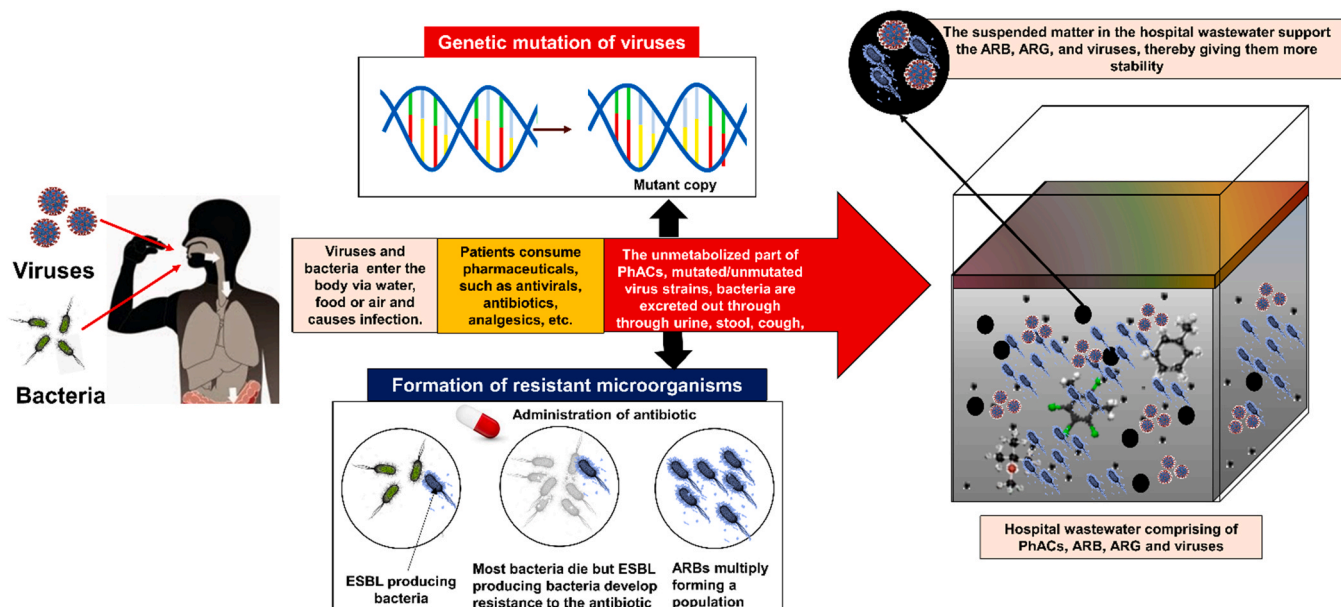 Genetic mutation of viruses
Mutant copy
The suspended matter in the hospital wastewater support
the ARB, ARG, and viruses, thereby giving them more
stability
Viruses
Bacteria
Viruses and
bacteria enter the
body via water,
food or air and
causes infection.
Patients consume
pharmaceuticals,
such as antivirals,
antibiotics,
analgesics, etc.
The unmetabolized part of
PhACs, mutated/unmutated
virus strains, bacteria are
excreted out through
through urine, stool, cough,
Formation of resistant microorganisms
Administration of antibiotic
ESBL producing
bacteria
Most bacteria die but ESBL
producing bacteria develop
resistance to the antibiotic
ARBs multiply
forming a
population
Hospital wastewater comprising of
PhACs, ARB, ARG and viruses